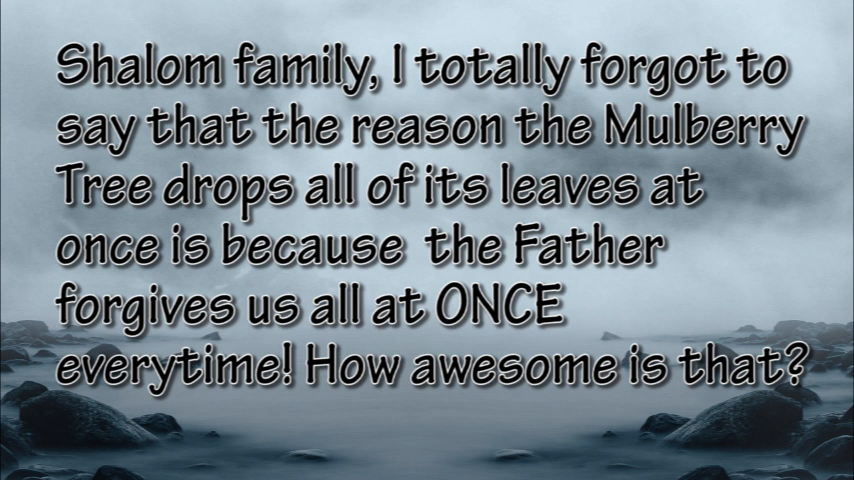 Shalom family, I totally forgot to
say that the reason the Mulberry
Tree drops all of its leaves at
once is because  the Father
forgives us all at ONCE
everytime! How awesome is that?